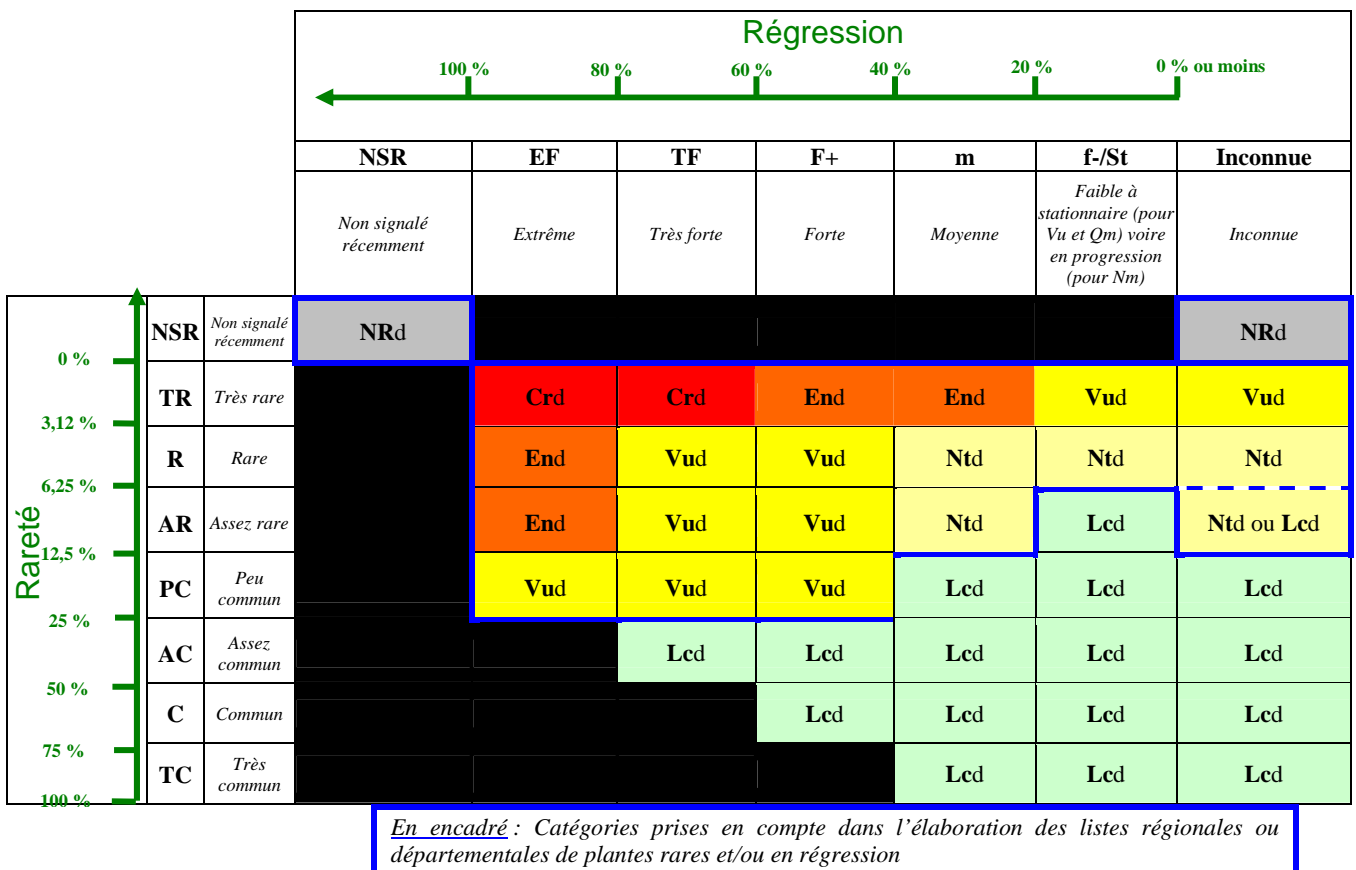 Régression
100 % 80 % 60 % 40 % 20 % 0 % ou moins
NSR EF TF F+ m f-/St Inconnue
Non signalé récemment Extrême Très forte Forte Moyenne Faible à stationnaire (pour Vu et Qm) voire en progression (pour Nm) Inconnue
Rareté
NSR Non signalé récemment NRd NRd
0 %
TR Très rare Crd Crd End End Vud Vud
3,12 %
R Rare End Vud Vud Ntd Ntd Ntd
6,25 %
AR Assez rare End Vud Vud Ntd Lcd Ntd ou Lcd
12,5 %
PC Peu commun Vud Vud Vud Lcd Lcd Lcd
25 %
AC Assez commun Lcd Lcd Lcd Lcd Lcd
50 %
C Commun Lcd Lcd Lcd Lcd
75 %
TC Très commun Lcd Lcd Lcd
100 %
En encadré : Catégories prises en compte dans l'élaboration des listes régionales ou
départementales de plantes rares et/ou en régression